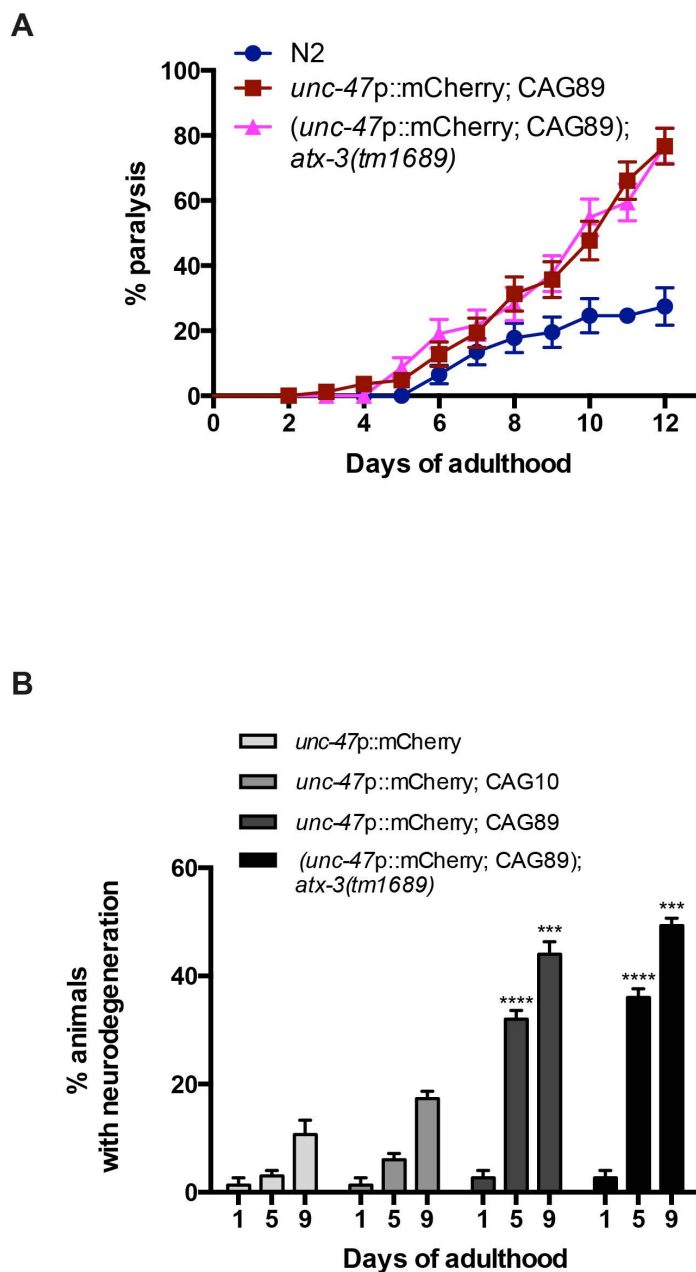 A
N2
unc-47p::mCherry; CAG89
(unc-47p::mCherry; CAG89);
atx-3(tm1689)
100
80
60
40
20
0
% paralysis
0 2 4 6 8 10 12
Days of adulthood
B
unc-47p::mCherry
unc-47p::mCherry; CAG10
unc-47p::mCherry; CAG89
(unc-47p::mCherry; CAG89);
atx-3(tm1689)
60
40
20
0
% animals
with neurodegeneration
**** *** **** ***
1 5 9 1 5 9 1 5 9 1 5 9
Days of adulthood